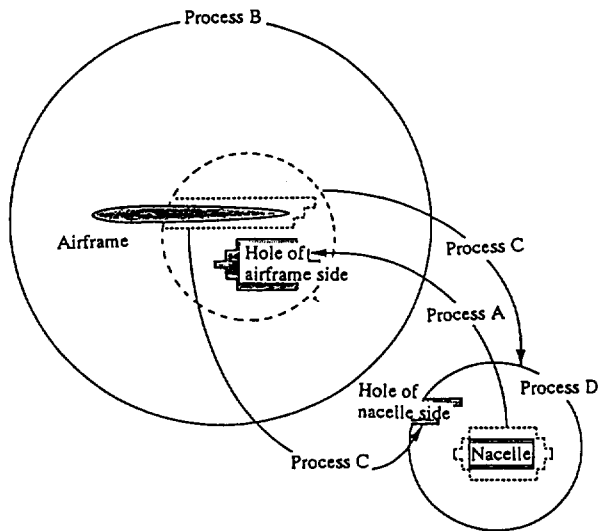 Process B
Airframe
Hole of
airframe side
Process C
Process A
Hole of
nacelle side
Process D
Process C
Nacelle